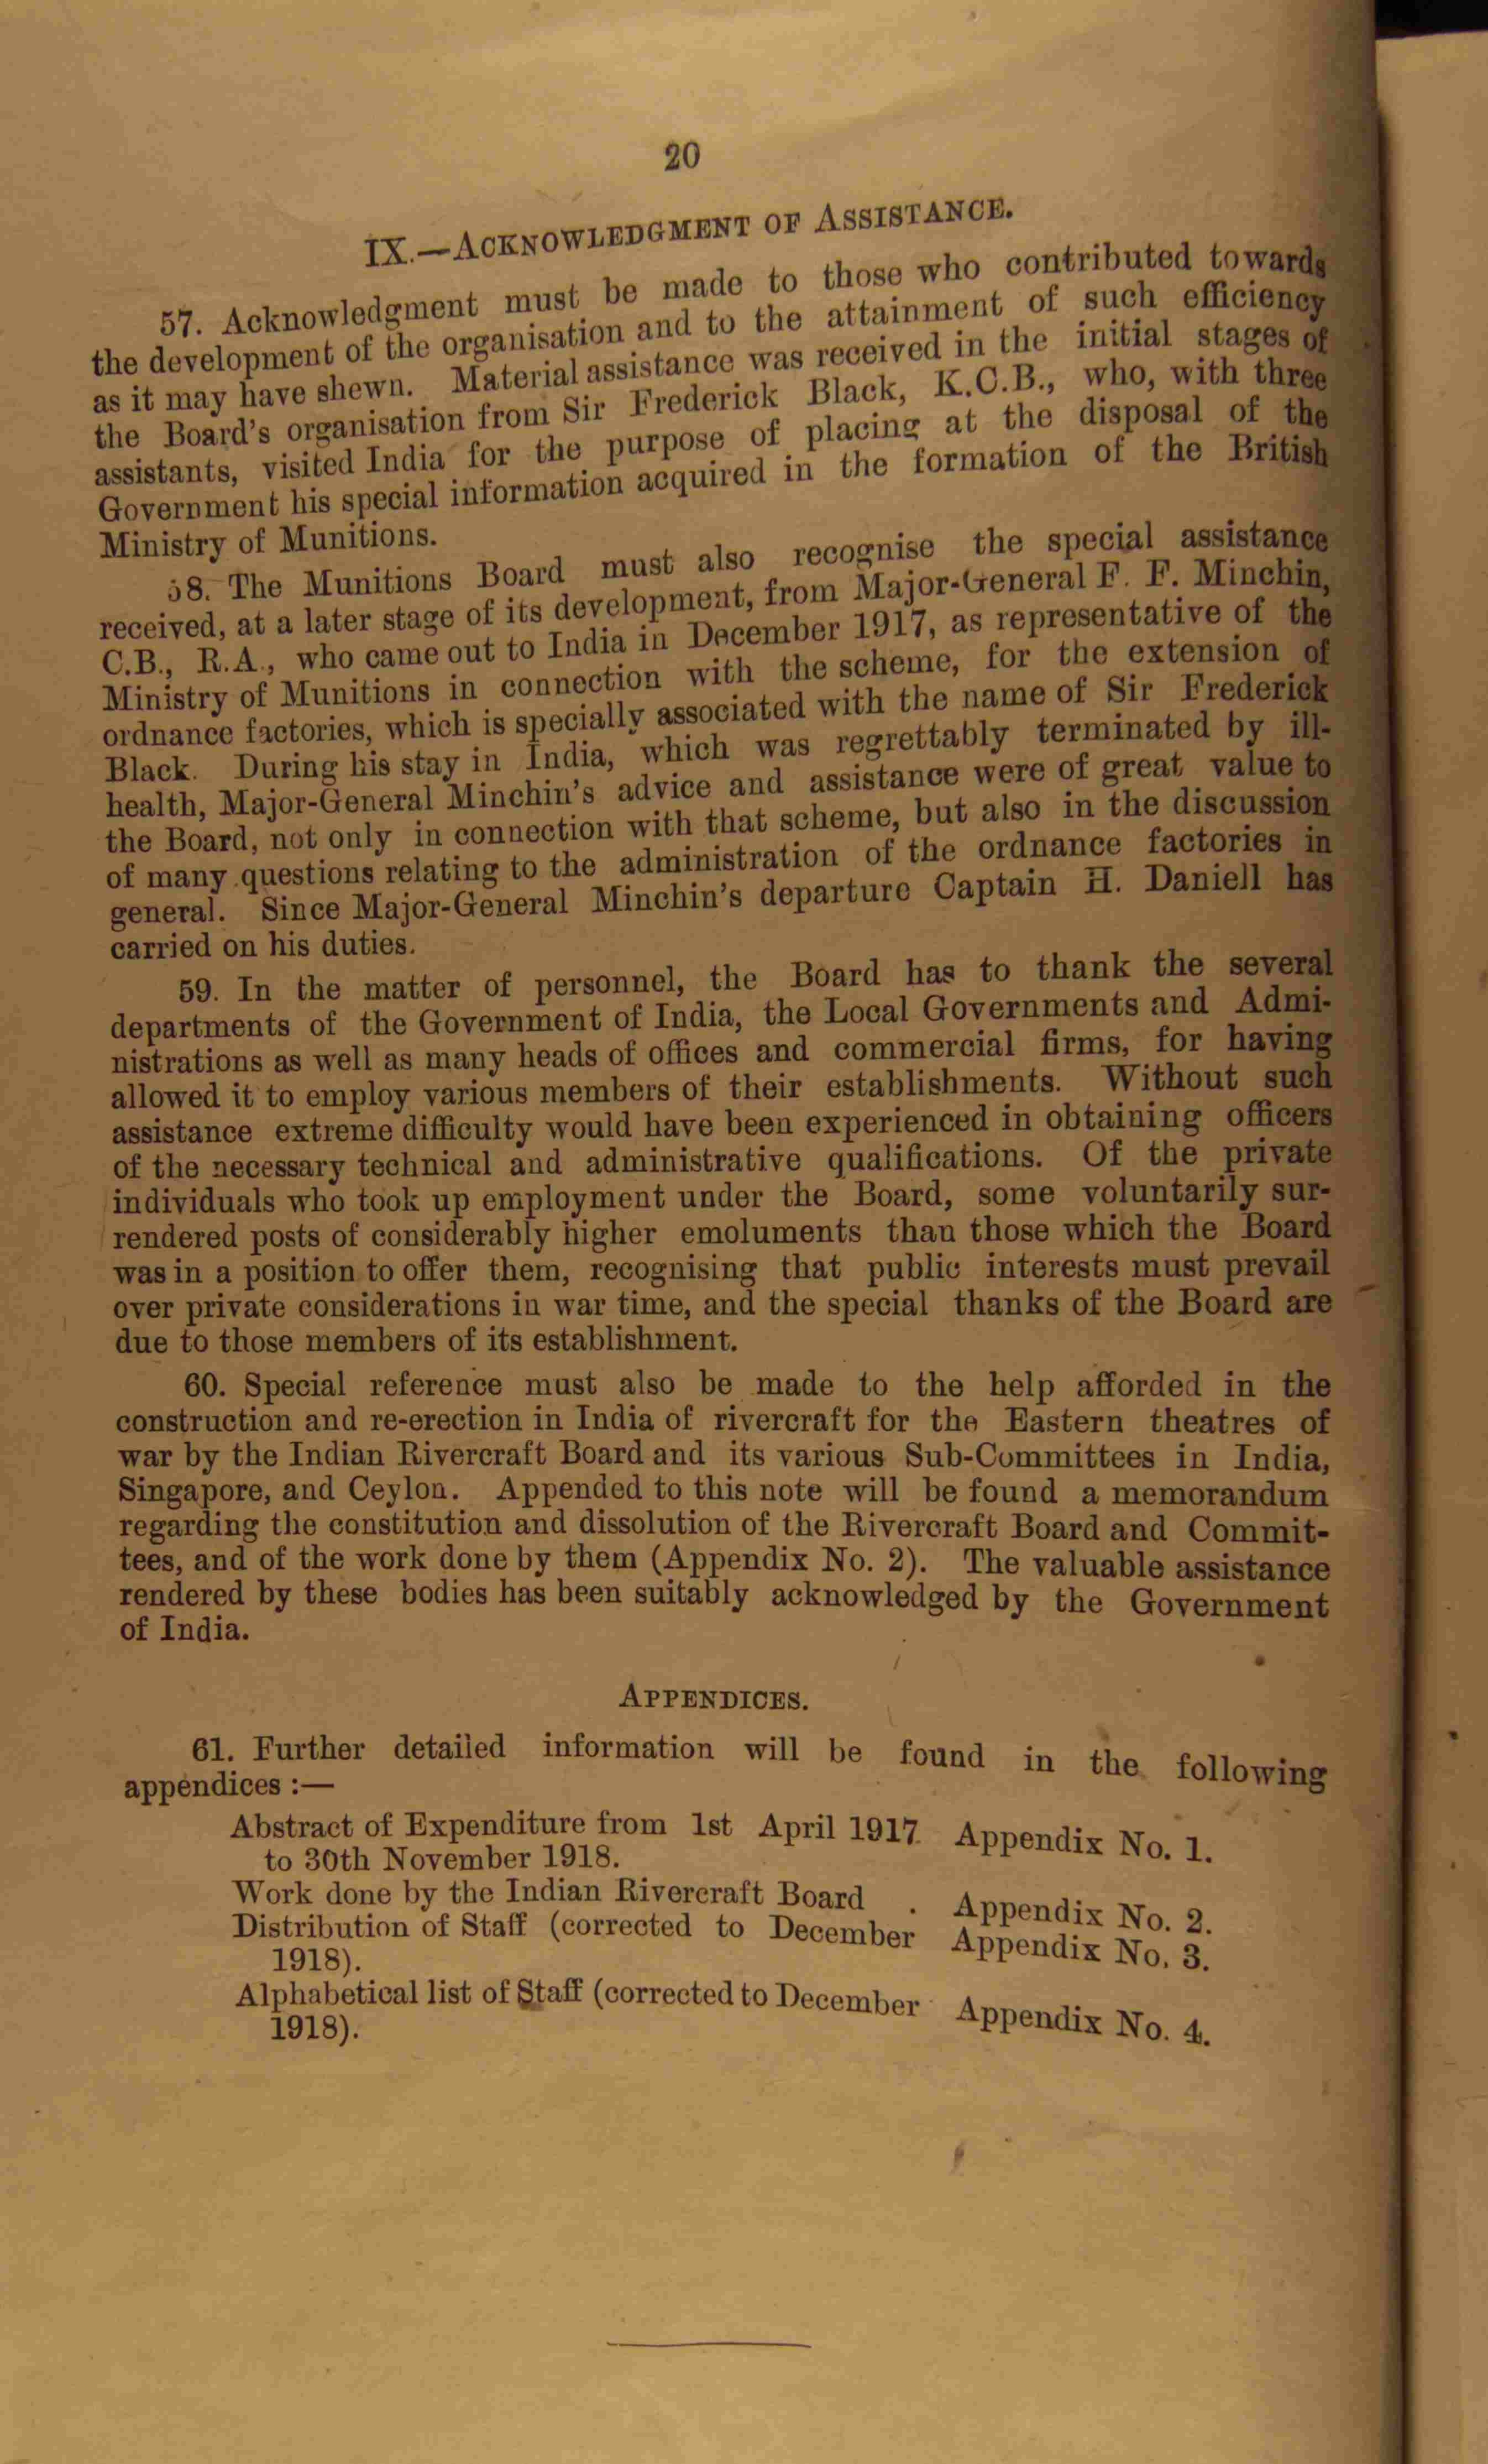 20
IX.—Acknowledgment of Assistance.
57. Acknowledgment must be made to those who contributed towards
the development of the organisation and to the attainment of such efficiency
as it may have shewn. Material assistance was received in the initial stages of
the Board's organisation from Sir Frederick Black, K.C.B., who, with three
assistants, visited India for the purpose of placing at the disposal of the
Government his special information acquired in the formation of the British
Ministry of Munitions.
58. The Munitions Board must also recognise the special assistance
received, at a later stage of its development, from Major-General F. F. Minchin,
C.B., R.A., who came out to India in December 1917, as representative of the
Ministry of Munitions in connection with the scheme, for the extension of
ordnance factories, which is specially associated with the name of Sir Frederick
Black. During his stay in India, which was regrettably terminated by ill-
health, Major-General Minchin's advice and assistance were of great value to
the Board, not only in connection with that scheme, but also in the discussion
of many questions relating to the administration of the ordnance factories in
general. Since Major-General Minchin's departure Captain H. Daniell has
carried on his duties.
59. In the matter of personnel, the Board has to thank the several
departments of the Government of India, the Local Governments and Admi-
nistrations as well as many heads of offices and commercial firms, for having
allowed it to employ various members of their establishments. Without such
assistance extreme difficulty would have been experienced in obtaining officers
of the necessary technical and administrative qualifications. Of the private
individuals who took up employment under the Board, some voluntarily sur-
rendered posts of considerably higher emoluments than those which the Board
was in a position to offer them, recognising that public interests must prevail
over private considerations in war time, and the special thanks of the Board are
due to those members of its establishment.
60. Special reference must also be made to the help afforded in the
construction and re-erection in India of rivercraft for the Eastern theatres of
war by the Indian Rivercraft Board and its various Sub-Committees in India,
Singapore, and Ceylon. Appended to this note will be found a memorandum
regarding the constitution and dissolution of the Rivercraft Board and Commit-
tees, and of the work done by them (Appendix No. 2). The valuable assistance
rendered by these bodies has been suitably acknowledged by the Government
of India.
Appendices.
61. Further detailed information will be found in the following
appendices :—
Abstract of Expenditure from 1st April 1917 Appendix No. 1.
to 30th November 1918.
Work done by the Indian Rivercraft Board . Appendix No. 2.
Distribution of Staff (corrected to December Appendix No. 3.
1918).
Alphabetical list of Staff (corrected to December Appendix No. 4.
1918).